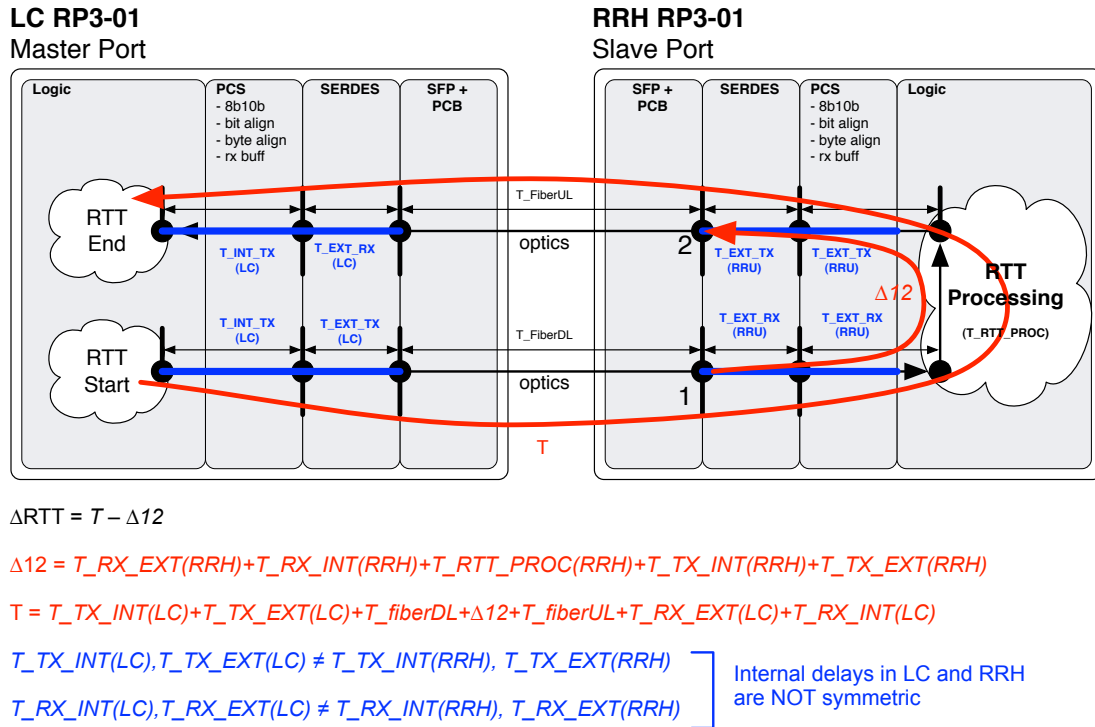 LC RP3-01
Master Port
RRH RP3-01
Slave Port
Logic
PCS
- 8b10b
- bit align
- byte align
- rx buff
SERDES
SFP +
PCB
SFP +
PCB
SERDES
PCS
- 8b10b
- bit align
- byte align
- rx buff
Logic
RTT
End
T_INT_TX
(LC)
T_EXT_RX
(LC)
T_FiberUL
optics
2
T_EXT_TX
(RRU)
T_EXT_TX
(RRU)
Δ12
RTT
Processing
(T_RTT_PROC)
RTT
Start
T_INT_TX
(LC)
T_EXT_TX
(LC)
T_FiberDL
optics
1
T_EXT_RX
(RRU)
T_EXT_RX
(RRU)
T
ΔRTT = T – Δ12
Δ12 = T_RX_EXT(RRH)+T_RX_INT(RRH)+T_RTT_PROC(RRH)+T_TX_INT(RRH)+T_TX_EXT(RRH)
T = T_TX_INT(LC)+T_TX_EXT(LC)+T_fiberDL+Δ12+T_fiberUL+T_RX_EXT(LC)+T_RX_INT(LC)
T_TX_INT(LC),T_TX_EXT(LC) ≠ T_TX_INT(RRH), T_TX_EXT(RRH)
T_RX_INT(LC),T_RX_EXT(LC) ≠ T_RX_INT(RRH), T_RX_EXT(RRH)
Internal delays in LC and RRH
are NOT symmetric